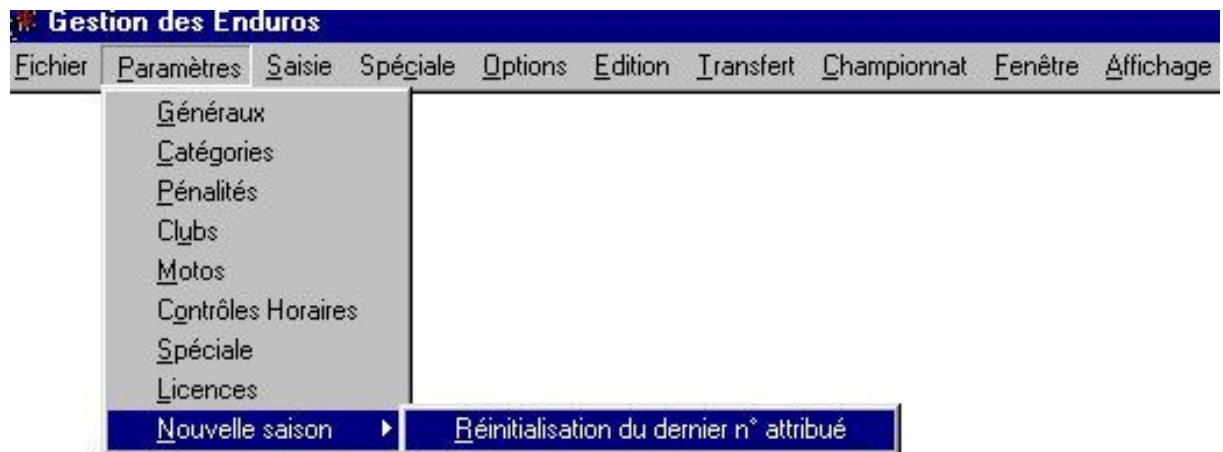 Gestion des Enduros
Fichier Paramètres Saisie Spéciale Options Edition Transfert Championnat Fenêtre Affichage
Généraux
Catégories
Pénalités
Clubs
Motos
Contrôles Horaires
Spéciale
Licences
Nouvelle saison Réinitialisation du dernier n° attribué